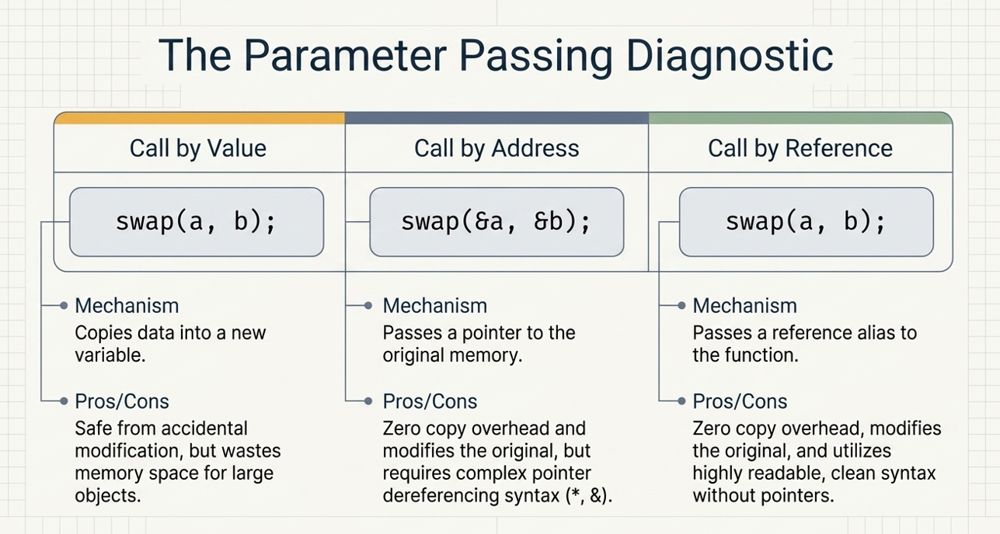 The Parameter Passing Diagnostic
Call by Value
swap(a, b);
Mechanism
Copies data into a new
variable.
Pros/Cons
Safe from accidental
modification, but wastes
memory space for large
objects.
Call by Address
swap(&a, &b);
Mechanism
Passes a pointer to the
original memory.
Pros/Cons
Zero copy overhead and
modifies the original, but
requires complex pointer
dereferencing syntax (*, &).
Call by Reference
swap(a, b);
Mechanism
Passes a reference alias to
the function.
Pros/Cons
Zero copy overhead, modifies
the original, and utilizes
highly readable, clean syntax
without pointers.